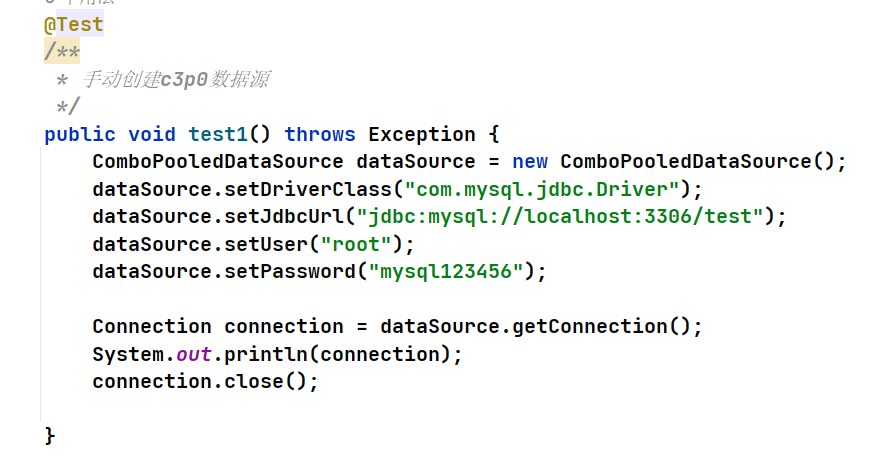 @Test
/**
 * 手动创建c3p0数据源
 */
public void test1() throws Exception {
    ComboPooledDataSource dataSource = new ComboPooledDataSource();
    dataSource.setDriverClass("com.mysql.jdbc.Driver");
    dataSource.setJdbcUrl("jdbc:mysql://localhost:3306/test");
    dataSource.setUser("root");
    dataSource.setPassword("mysql123456");
    Connection connection = dataSource.getConnection();
    System.out.println(connection);
    connection.close();
}